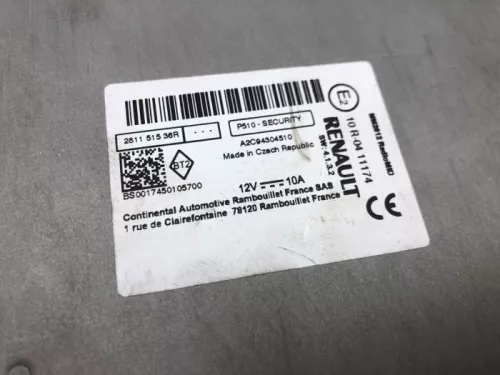 2811 515 36R
- - -
P510 - SECURITY
A2C94304510
Made in Czech Republic
BT2
BS0017450105700
12V 10A
Continental Automotive Rambouillet France SAS
1 rue de Clairefontaine 78120 Rambouillet France
E2
10 R-04 11174
RENAULT
SW: 4.1.3.2
CE